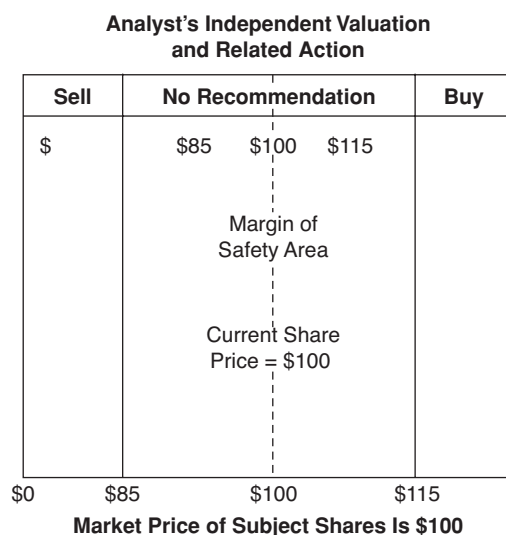 Analyst's Independent Valuation
and Related Action
Sell No Recommendation Buy
$ $85 $100 $115
Margin of
Safety Area
Current Share
Price = $100
$0 $85 $100 $115
Market Price of Subject Shares Is $100